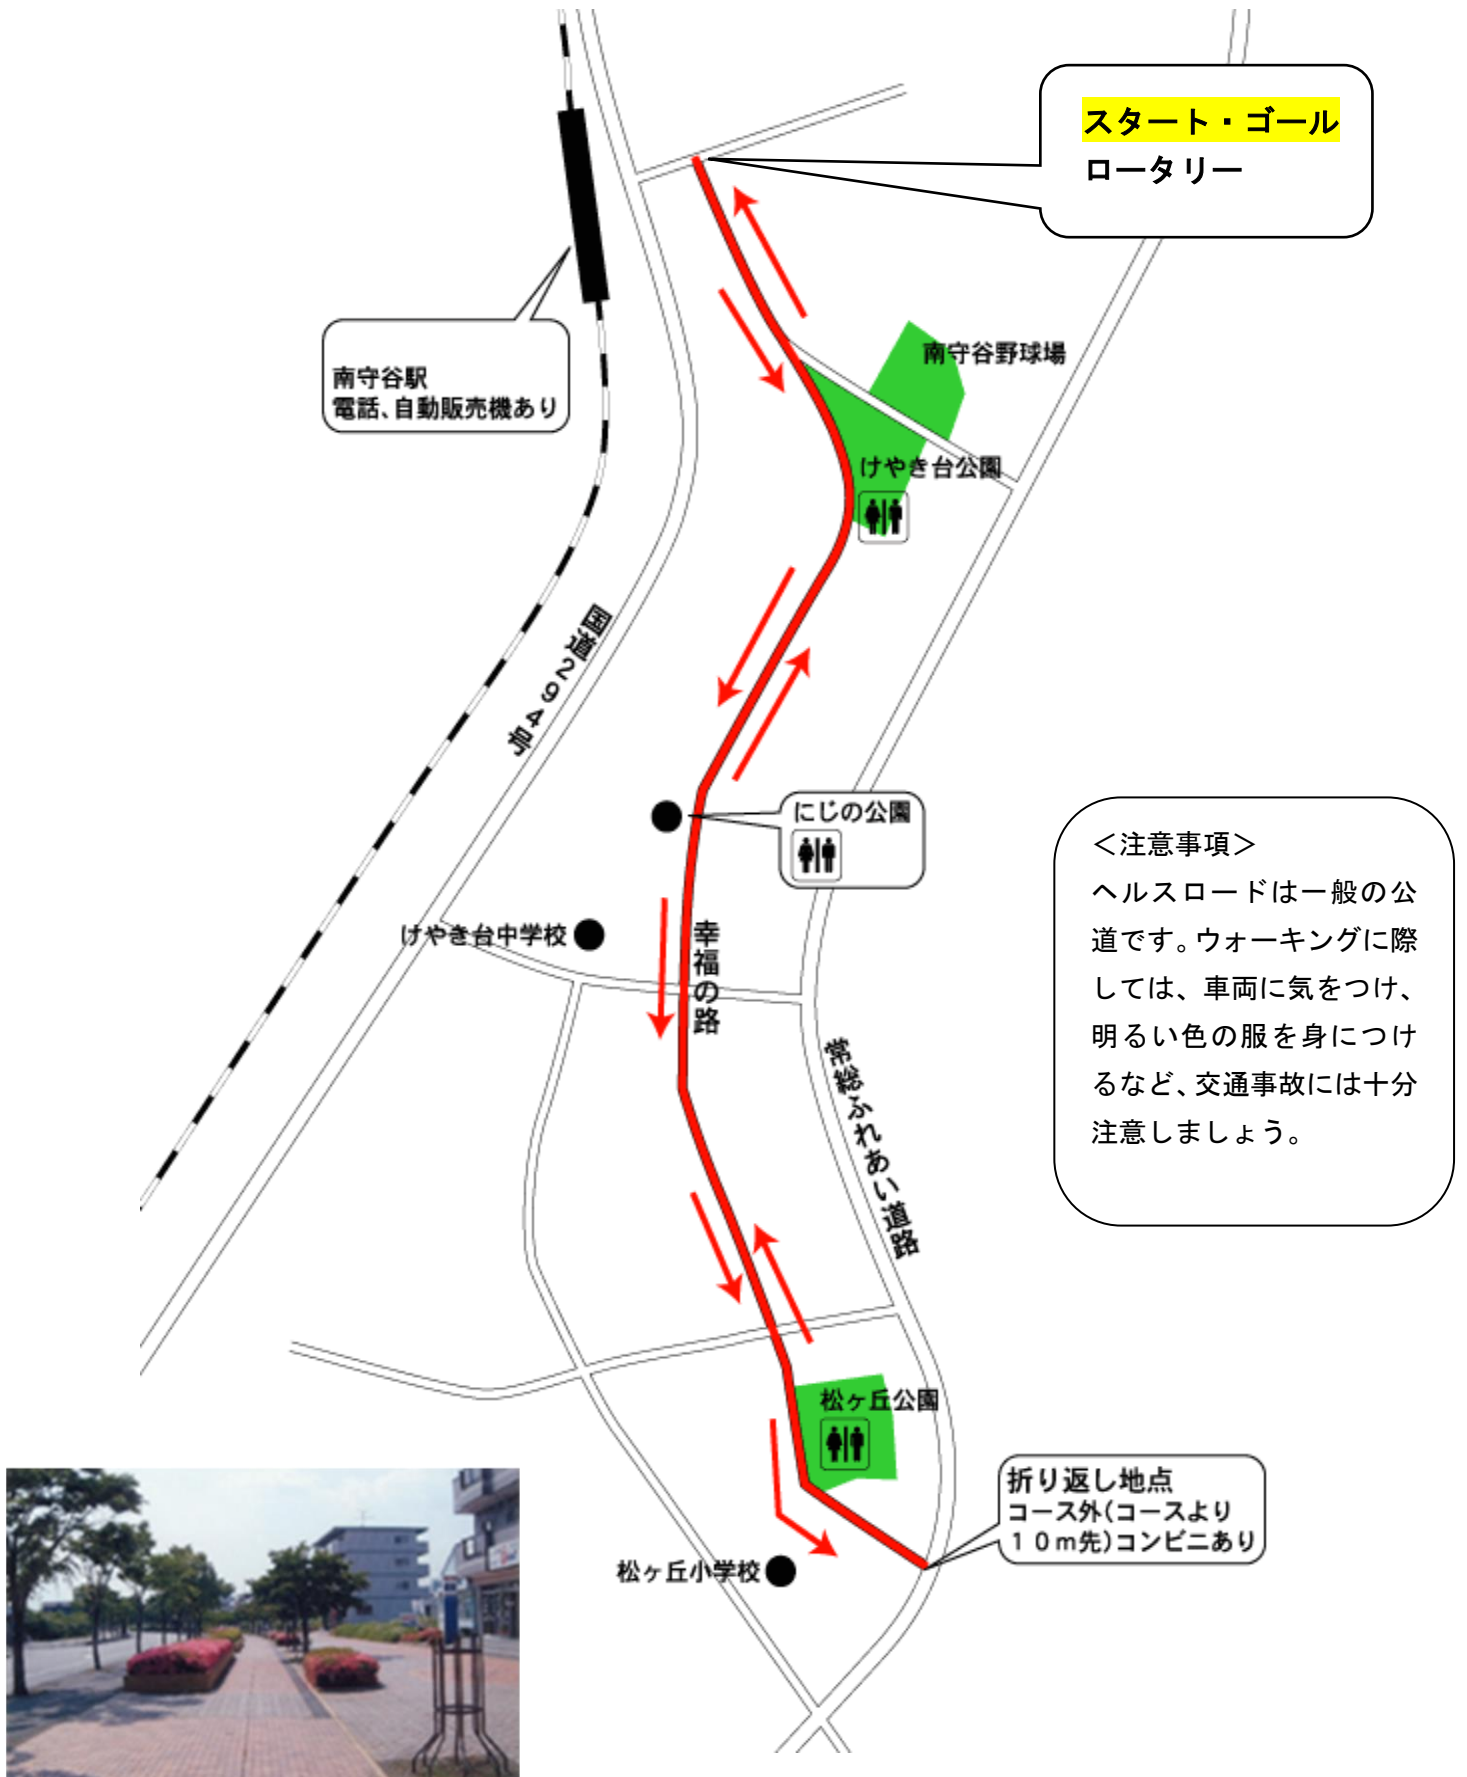 スタート・ゴール
ロータリー
南守谷駅
電話、自動販売機あり
南守谷野球場
けやき台公園
国道294号
にじの公園
けやき台中学校
幸福の路
＜注意事項＞
ヘルスロードは一般の公
道です。ウォーキングに際
しては、車両に気をつけ、
明るい色の服を身につけ
るなど、交通事故には十分
注意しましょう。
常総ふれあい道路
松ヶ丘公園
折り返し地点
コース外（コースより
１０ｍ先）コンビニあり
松ヶ丘小学校